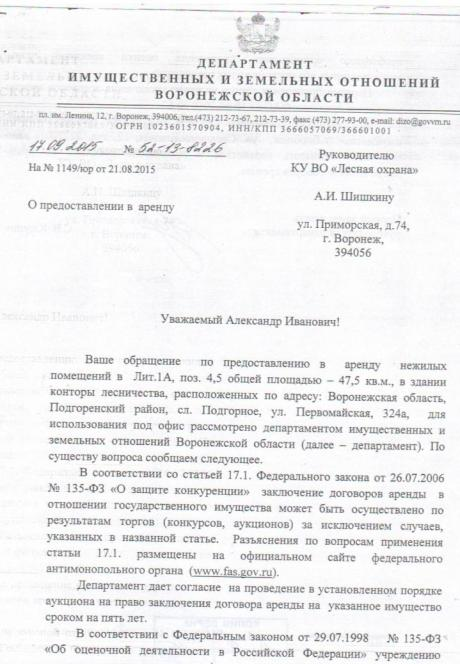 ДЕПАРТАМЕНТ
ИМУЩЕСТВЕННЫХ И ЗЕМЕЛЬНЫХ ОТНОШЕНИЙ
ВОРОНЕЖСКОЙ ОБЛАСТИ
пл. им. Ленина, 12, г. Воронеж, 394006, тел.(473) 212-73-67, 212-73-39, факс (473) 277-93-00, e-mail: dizo@govvrn.ru
ОГРН 1023601570904, ИНН/КПП 3666057069/366601001
17.09.2015 № 52-13-8226
На № 1149/юр от 21.08.2015
О предоставлении в аренду
Руководителю
КУ ВО «Лесная охрана»
А.И. Шишкину
ул. Приморская, д.74,
г. Воронеж,
394056
Уважаемый Александр Иванович!
Ваше обращение по предоставлению в аренду нежилых
помещений в Лит.1А, поз. 4,5 общей площадью – 47,5 кв.м., в здании
конторы лесничества, расположенных по адресу: Воронежская область,
Подгоренский район, сл. Подгорное, ул. Первомайская, 324а, для
использования под офис рассмотрено департаментом имущественных и
земельных отношений Воронежской области (далее – департамент). По
существу вопроса сообщаем следующее.
В соответствии со статьей 17.1. Федерального закона от 26.07.2006
№ 135-ФЗ «О защите конкуренции» заключение договоров аренды в
отношении государственного имущества может быть осуществлено по
результатам торгов (конкурсов, аукционов) за исключением случаев,
указанных в названной статье. Разъяснения по вопросам применения
статьи 17.1. размещены на официальном сайте федерального
антимонопольного органа (www.fas.gov.ru).
Департамент дает согласие на проведение в установленном порядке
аукциона на право заключения договора аренды на указанное имущество
сроком на пять лет.
В соответствии с Федеральным законом от 29.07.1998 № 135-ФЗ
«Об оценочной деятельности в Российской Федерации» учреждению